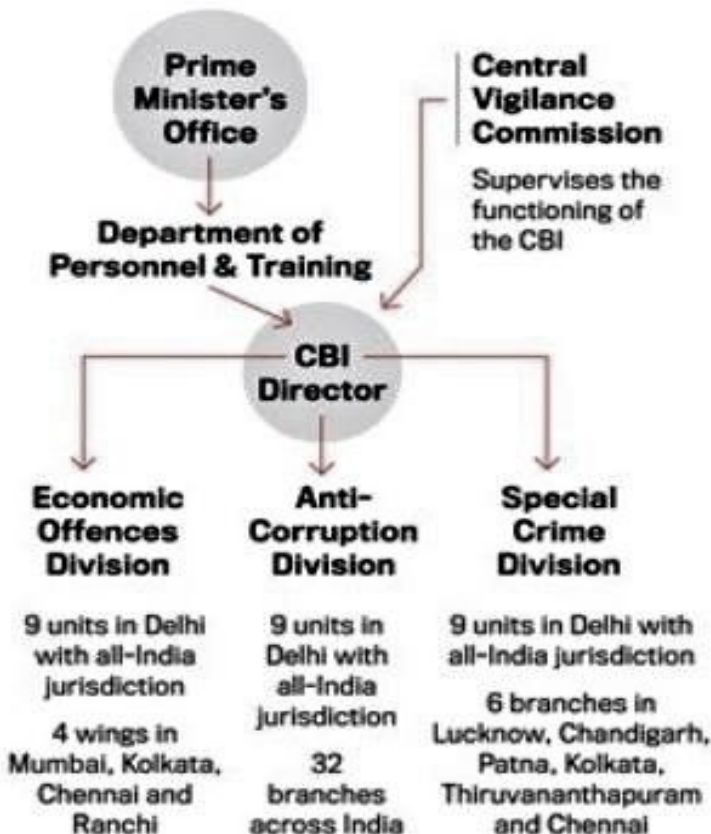 Prime
Minister's
Office
Central
Vigilance
Commission
Supervises the
functioning of
the CBI
Department of
Personnel & Training
CBI
Director
Economic
Offences
Division
9 units in Delhi
with all-India
jurisdiction
4 wings in
Mumbai, Kolkata,
Chennai and
Ranchi
Anti-
Corruption
Division
9 units in
Delhi with
all-India
jurisdiction
32
branches
across India
Special
Crime
Division
9 units in Delhi with
all-India jurisdiction
6 branches in
Lucknow, Chandigarh,
Patna, Kolkata,
Thiruvananthapuram
and Chennai